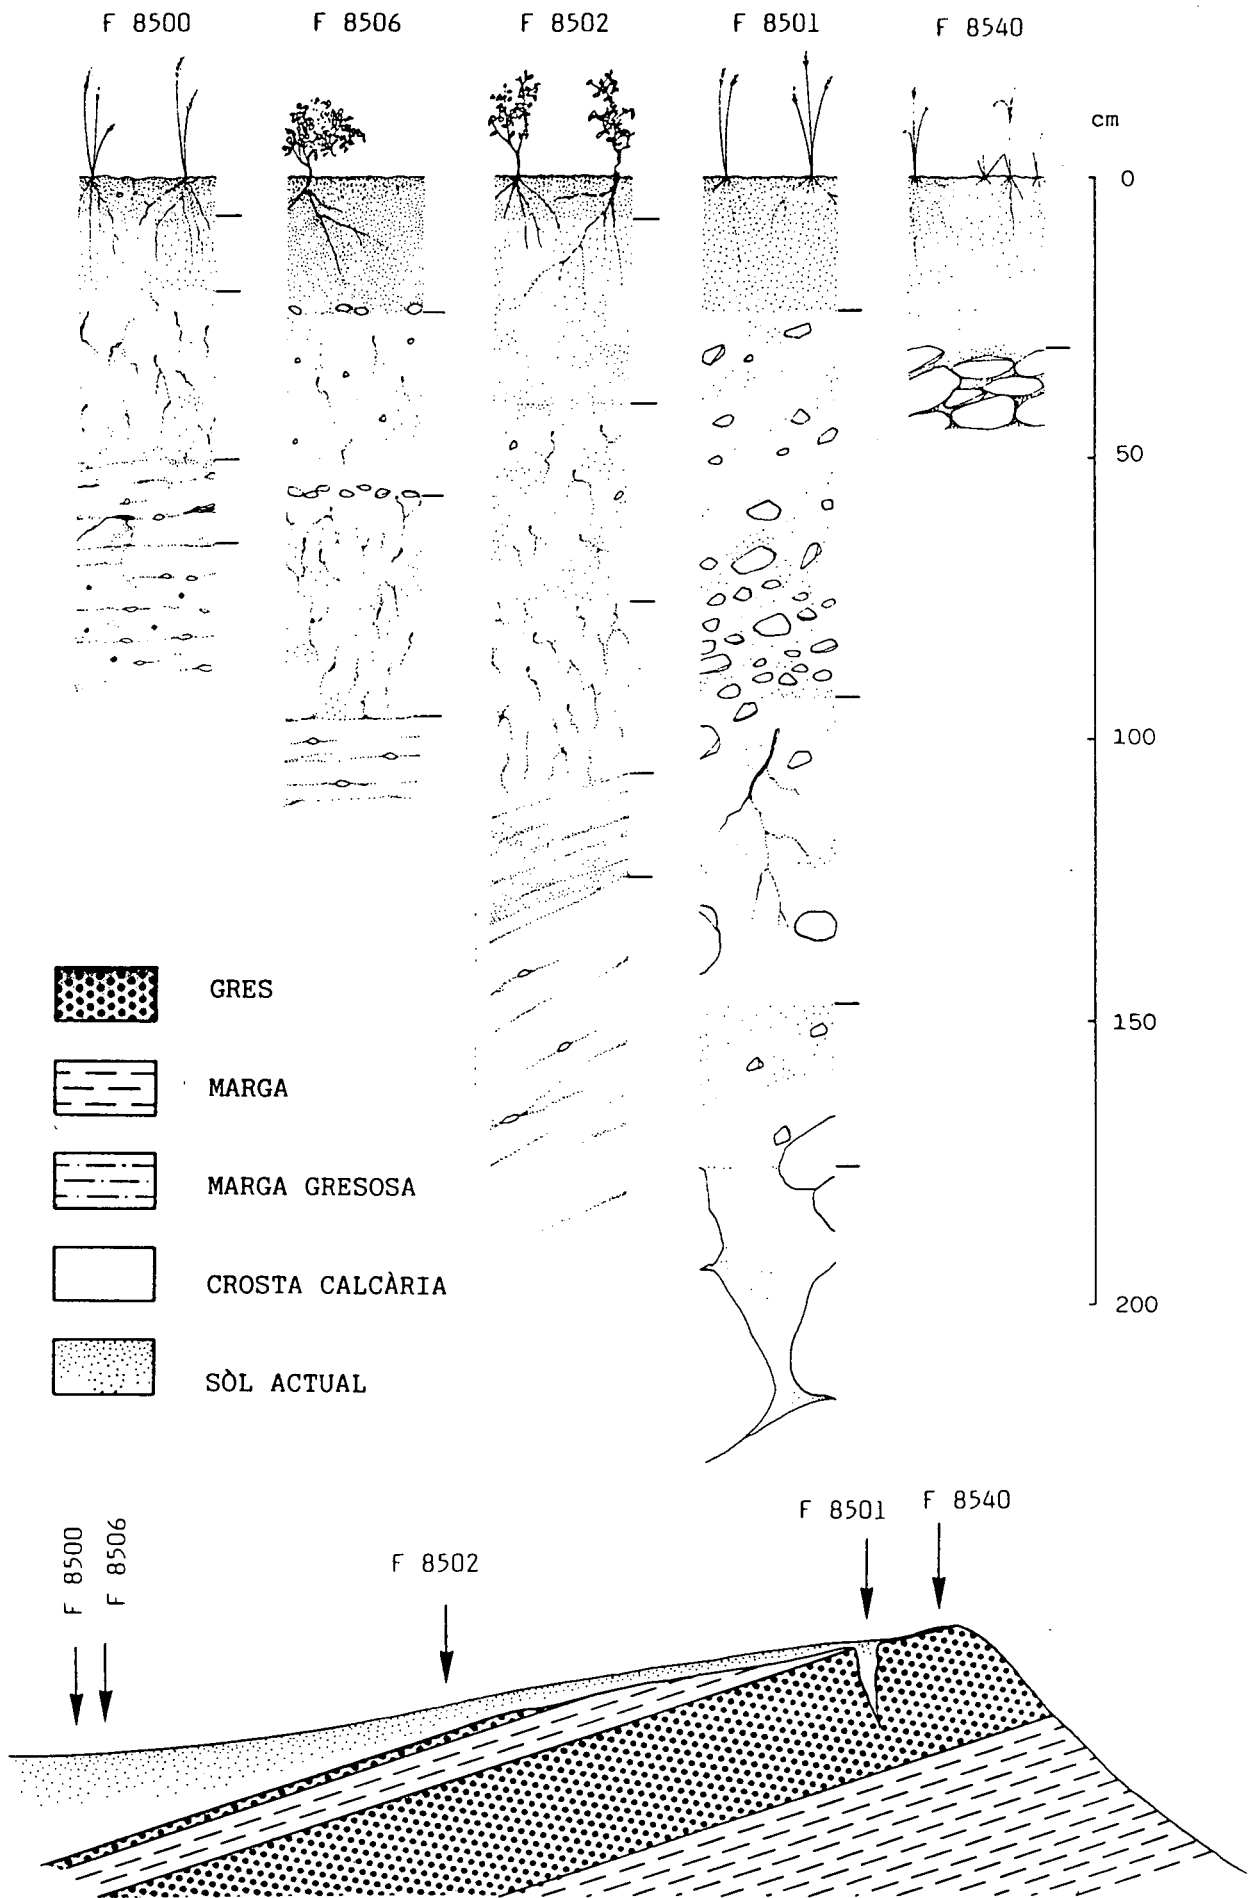 F 8500 F 8506 F 8502 F 8501 F 8540
cm
0
50
100
150
200
GRES
MARGA
MARGA GRESOSA
CROSTA CALCÀRIA
SÒL ACTUAL
F 8500
F 8506
F 8502
F 8501
F 8540